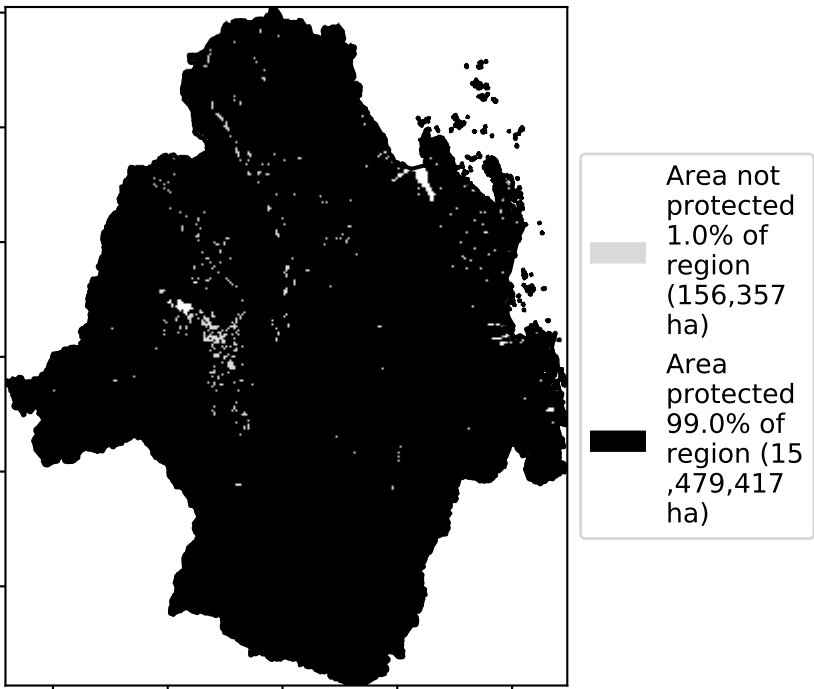 Area not
protected
1.0% of
region
(156,357
ha)
Area
protected
99.0% of
region (15
,479,417
ha)